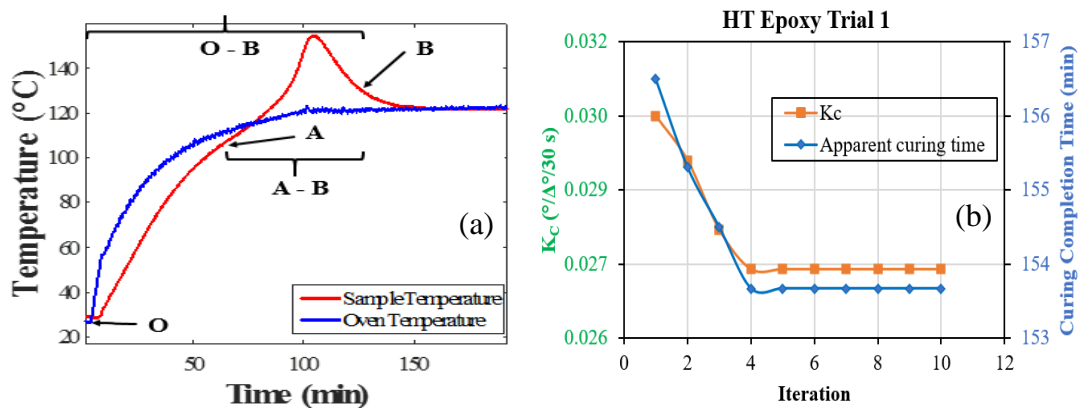 O - B
B
A
A - B
O
(a)
Sample Temperature
Oven Temperature
Temperature (°C)
140
120
100
80
60
40
20
50
100
150
Time (min)
HT Epoxy Trial 1
Kc
Apparent curing time
(b)
K_C (°/Δ°/30 s)
0.032
0.030
0.029
0.027
0.026
Curing Completion Time (min)
157
156
155
154
153
0
2
4
6
8
10
12
Iteration